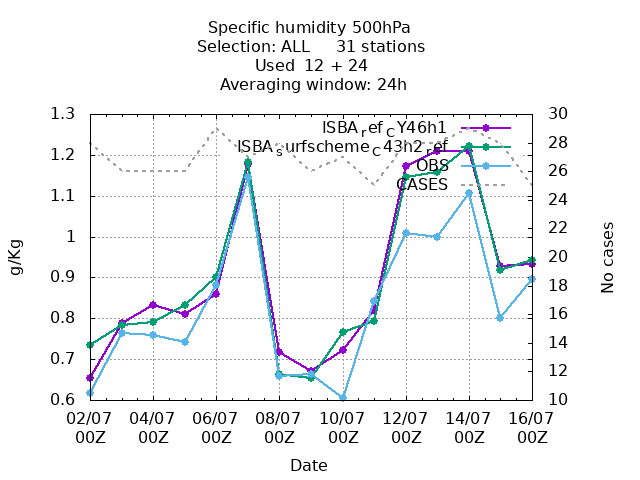 Specific humidity 500hPa
Selection: ALL 31 stations
Used 12 + 24
Averaging window: 24h
1.3
1.2
1.1
1
0.9
0.8
0.7
0.6
g/Kg
30
28
26
24
22
20
18
16
14
12
10
No cases
ISBA_ref_CY46h1
ISBA_surfscheme_C43h2_ref
OBS
CASES
02/07 04/07 06/07 08/07 10/07 12/07 14/07 16/07
00Z 00Z 00Z 00Z 00Z 00Z 00Z 00Z
Date